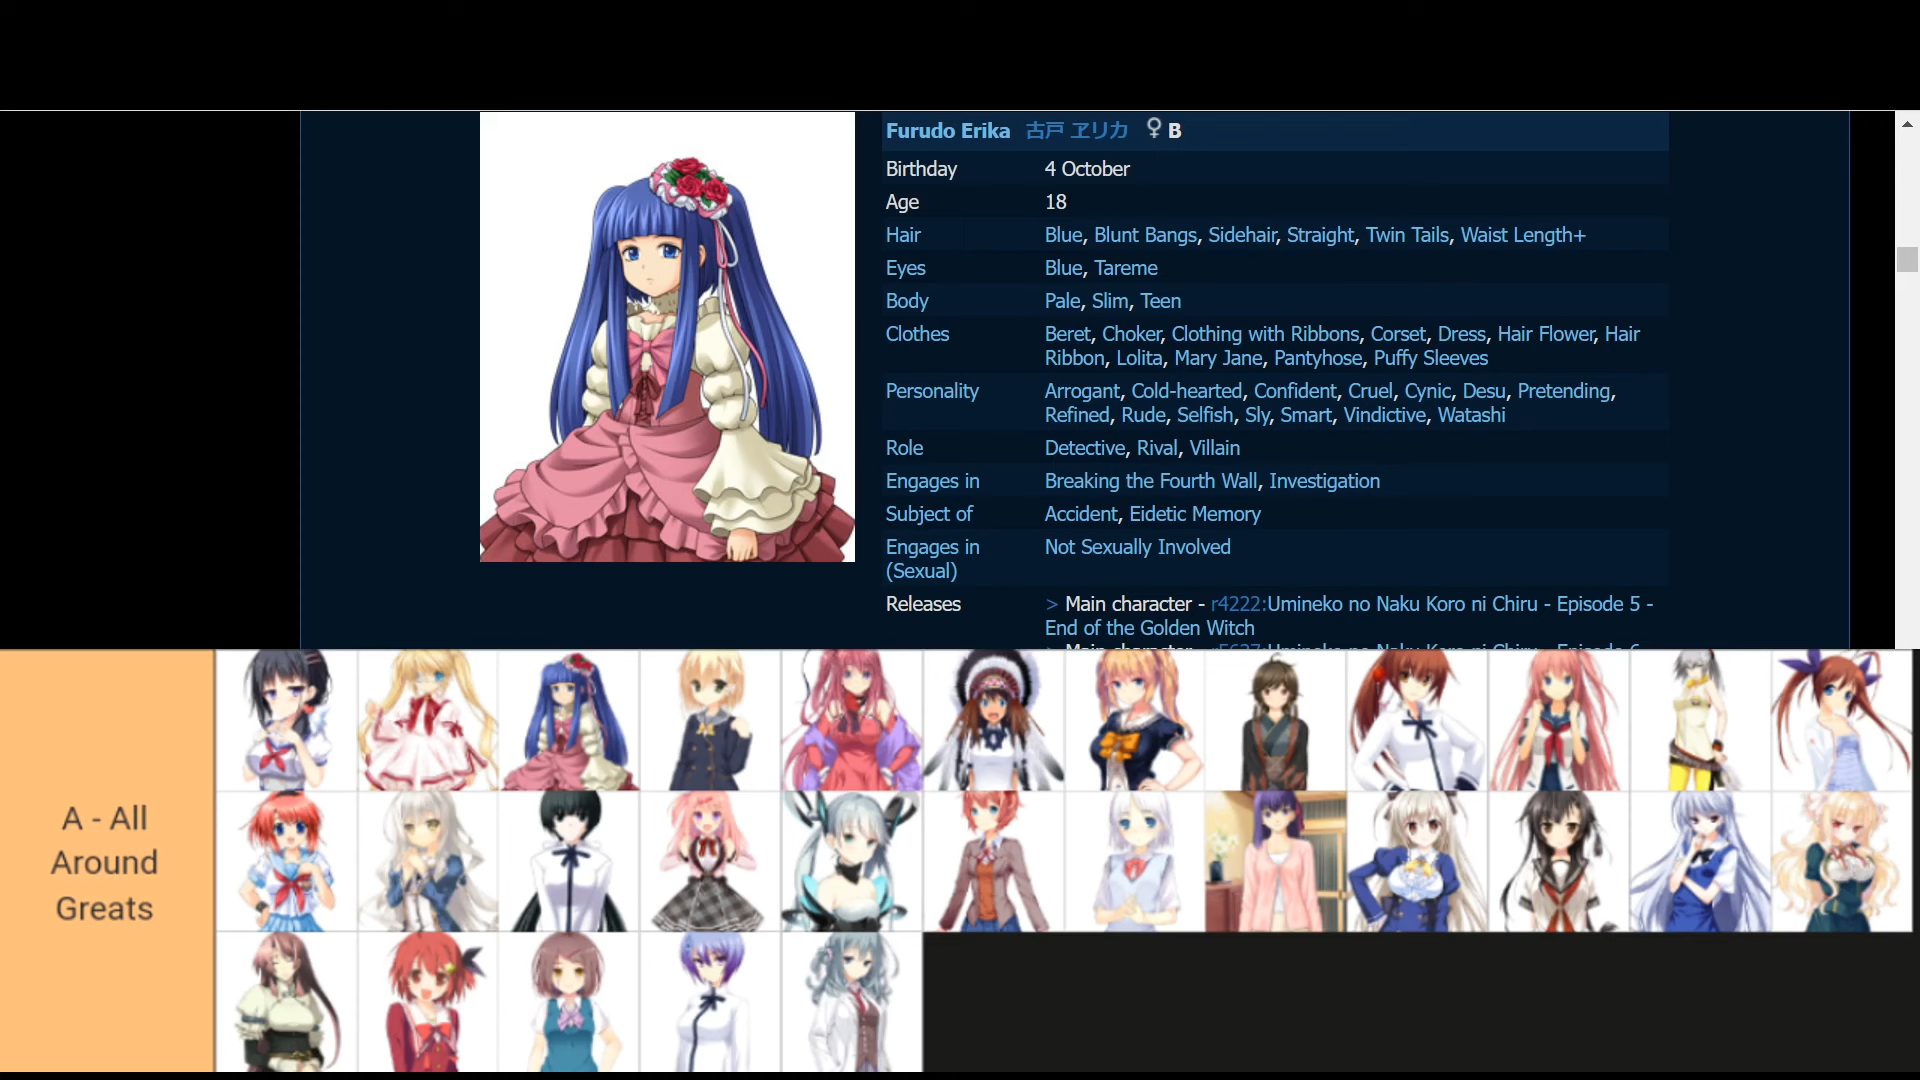 Furudo Erika 古戸 ヱリカ ♀ B
Birthday 4 October
Age 18
Hair Blue, Blunt Bangs, Sidehair, Straight, Twin Tails, Waist Length+
Eyes Blue, Tareme
Body Pale, Slim, Teen
Clothes Beret, Choker, Clothing with Ribbons, Corset, Dress, Hair Flower, Hair
Ribbon, Lolita, Mary Jane, Pantyhose, Puffy Sleeves
Personality Arrogant, Cold-hearted, Confident, Cruel, Cynic, Desu, Pretending,
Refined, Rude, Selfish, Sly, Smart, Vindictive, Watashi
Role Detective, Rival, Villain
Engages in Breaking the Fourth Wall, Investigation
Subject of Accident, Eidetic Memory
Engages in Not Sexually Involved
(Sexual)
Releases > Main character - r4222:Umineko no Naku Koro ni Chiru - Episode 5 -
End of the Golden Witch
A - All
Around
Greats